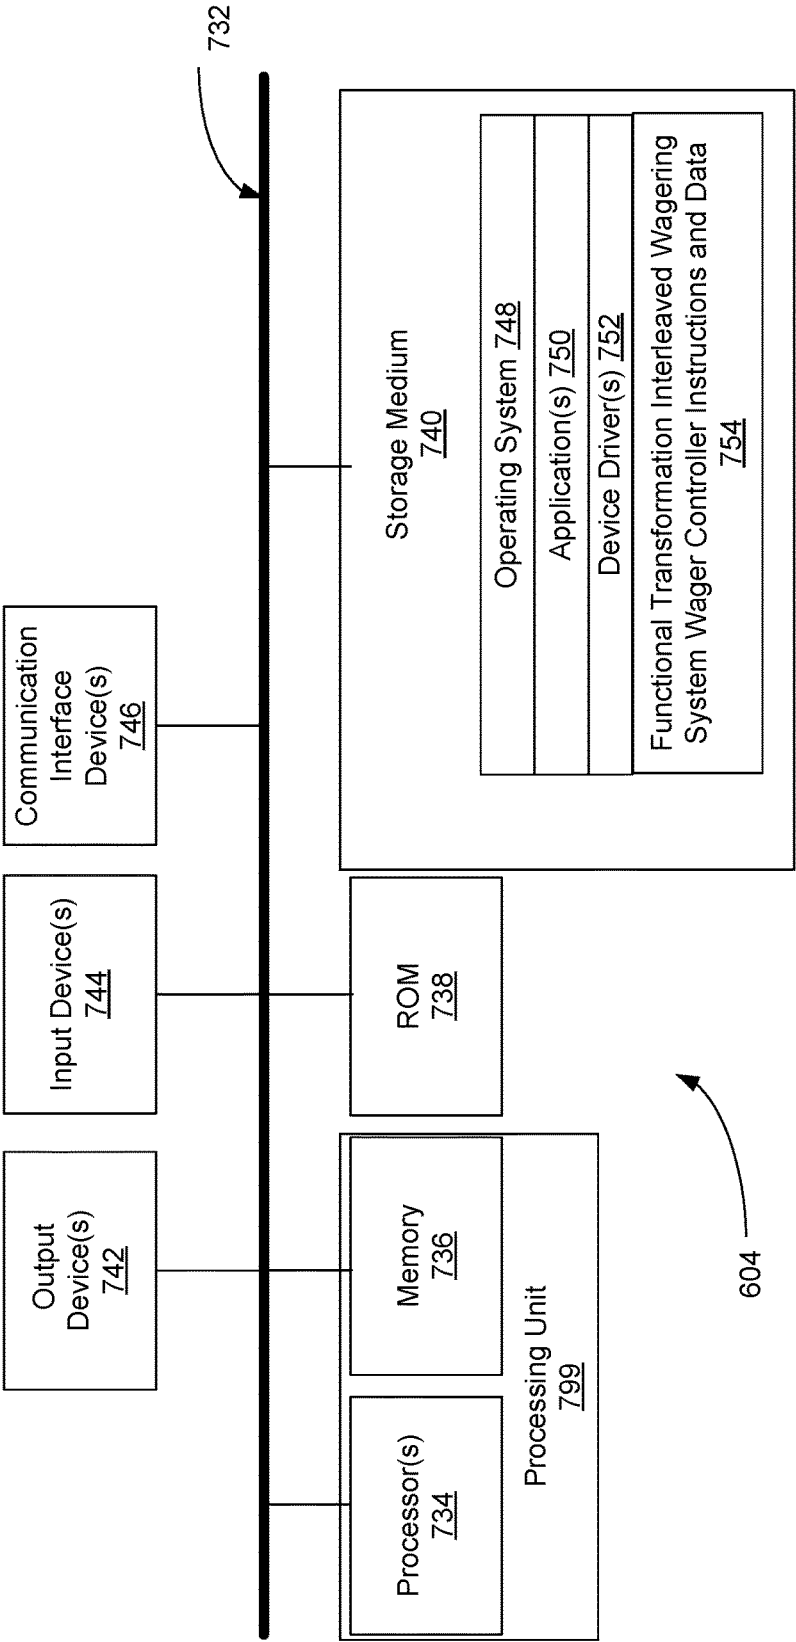 732
Output
Device(s)
742
Input Device(s)
744
Communication
Interface
Device(s)
746
Processor(s)
734
Memory
736
Processing Unit
799
ROM
738
Storage Medium
740
Operating System 748
Application(s) 750
Device Driver(s) 752
Functional Transformation Interleaved Wagering
System Wager Controller Instructions and Data
754
604